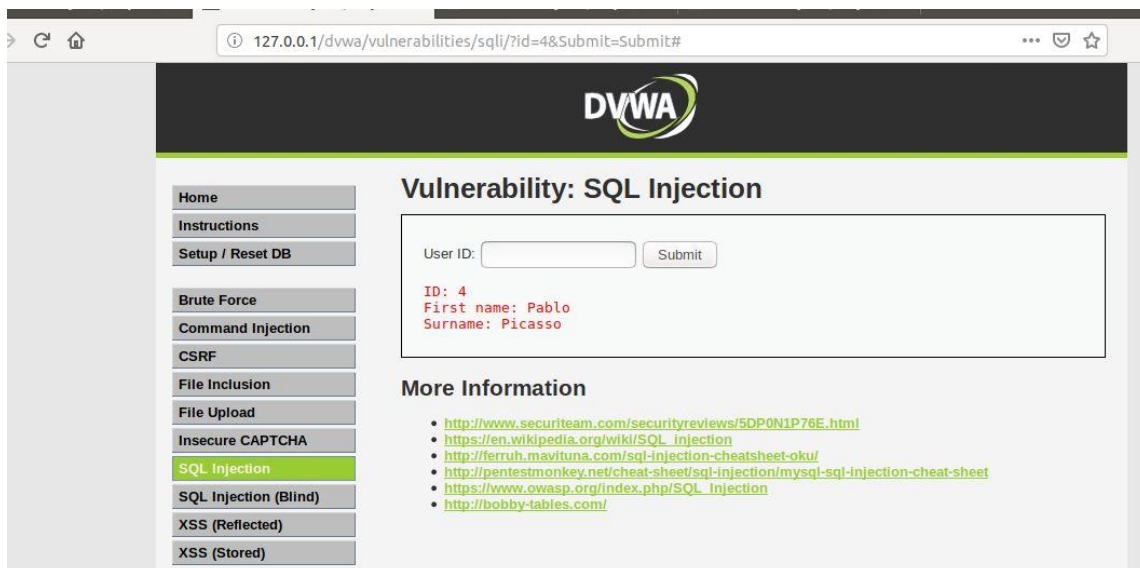 127.0.0.1/dvwa/vulnerabilities/sqli/?id=4&Submit=Submit#
DVWA
Home
Instructions
Setup / Reset DB
Brute Force
Command Injection
CSRF
File Inclusion
File Upload
Insecure CAPTCHA
SQL Injection
SQL Injection (Blind)
XSS (Reflected)
XSS (Stored)
Vulnerability: SQL Injection
User ID:
Submit
ID: 4
First name: Pablo
Surname: Picasso
More Information
http://www.securiteam.com/securityreviews/5DP0N1P76E.html
https://en.wikipedia.org/wiki/SQL_injection
http://ferruh.mavituna.com/sql-injection-cheatsheet-oku/
http://pentestmonkey.net/cheat-sheet/sql-injection/mysql-sql-injection-cheat-sheet
https://www.owasp.org/index.php/SQL_Injection
http://bobby-tables.com/